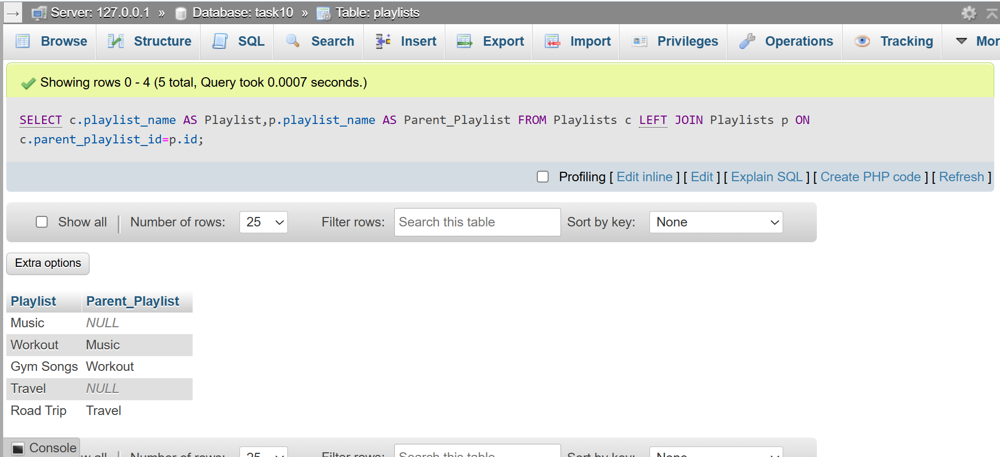 → Server: 127.0.0.1 » Database: task10 » Table: playlists
Browse Structure SQL Search Insert Export Import Privileges Operations Tracking Mor
Showing rows 0 - 4 (5 total, Query took 0.0007 seconds.)
SELECT c.playlist_name AS Playlist,p.playlist_name AS Parent_Playlist FROM Playlists c LEFT JOIN Playlists p ON
c.parent_playlist_id=p.id;
Profiling [ Edit inline ] [ Edit ] [ Explain SQL ] [ Create PHP code ] [ Refresh ]
Show all | Number of rows: 25 Filter rows: Search this table Sort by key: None
Extra options
Playlist Parent_Playlist
Music NULL
Workout Music
Gym Songs Workout
Travel NULL
Road Trip Travel
Console w all | Number of rows: 25 Filter rows: Search this table Sort by key: None